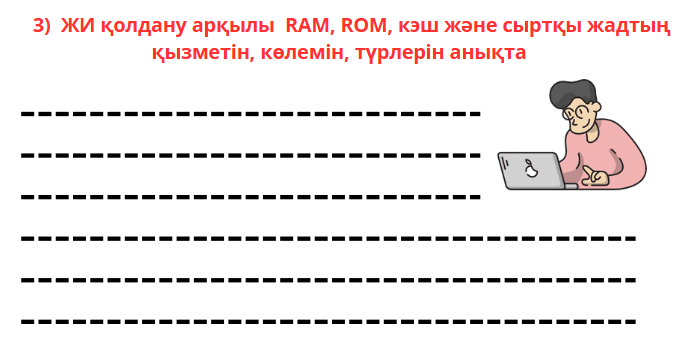 3) ЖИ қолдану арқылы RAM, ROM, кэш және сыртқы жадтың
қызметін, көлемін, түрлерін анықта